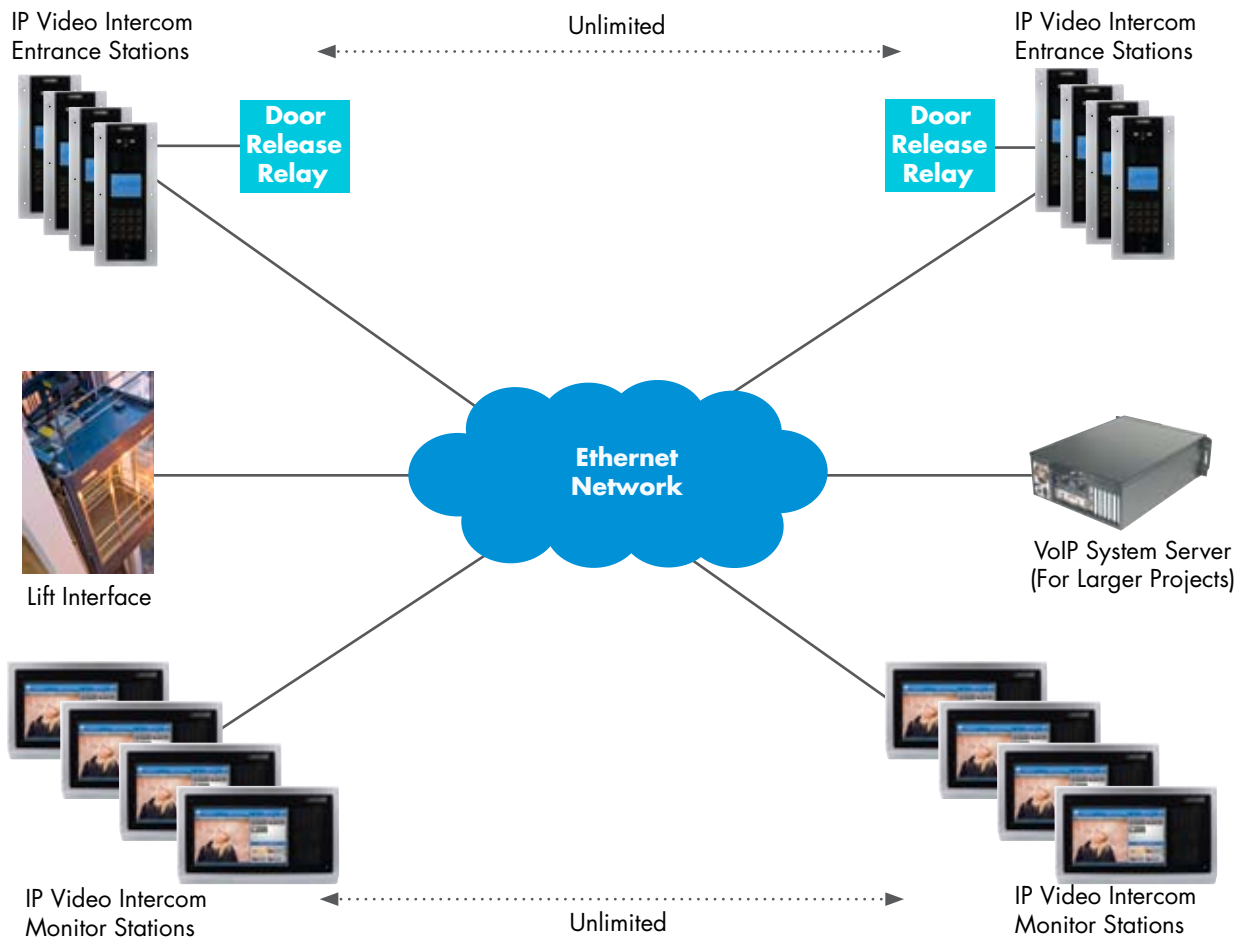 IP Video Intercom
Entrance Stations
Unlimited
IP Video Intercom
Entrance Stations
Door
Release
Relay
Door
Release
Relay
Ethernet
Network
Lift Interface
VoIP System Server
(For Larger Projects)
IP Video Intercom
Monitor Stations
Unlimited
IP Video Intercom
Monitor Stations